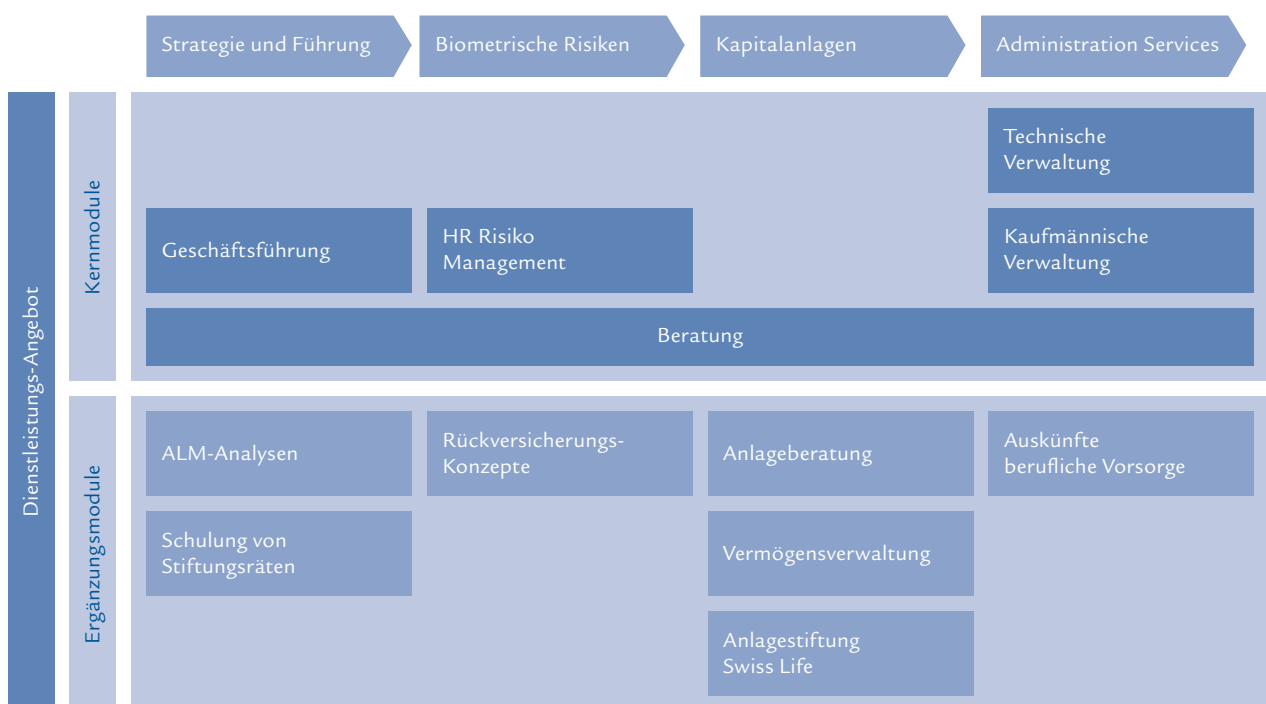 Strategie und Führung
Biometrische Risiken
Kapitalanlagen
Administration Services
Dienstleistungs-Angebot
Kernmodule
Technische
Verwaltung
Geschäftsführung
HR Risiko
Management
Kaufmännische
Verwaltung
Beratung
Ergänzungsmodule
ALM-Analysen
Rückversicherungs-
Konzepte
Anlageberatung
Auskünfte
berufliche Vorsorge
Schulung von
Stiftungsräten
Vermögensverwaltung
Anlagestiftung
Swiss Life